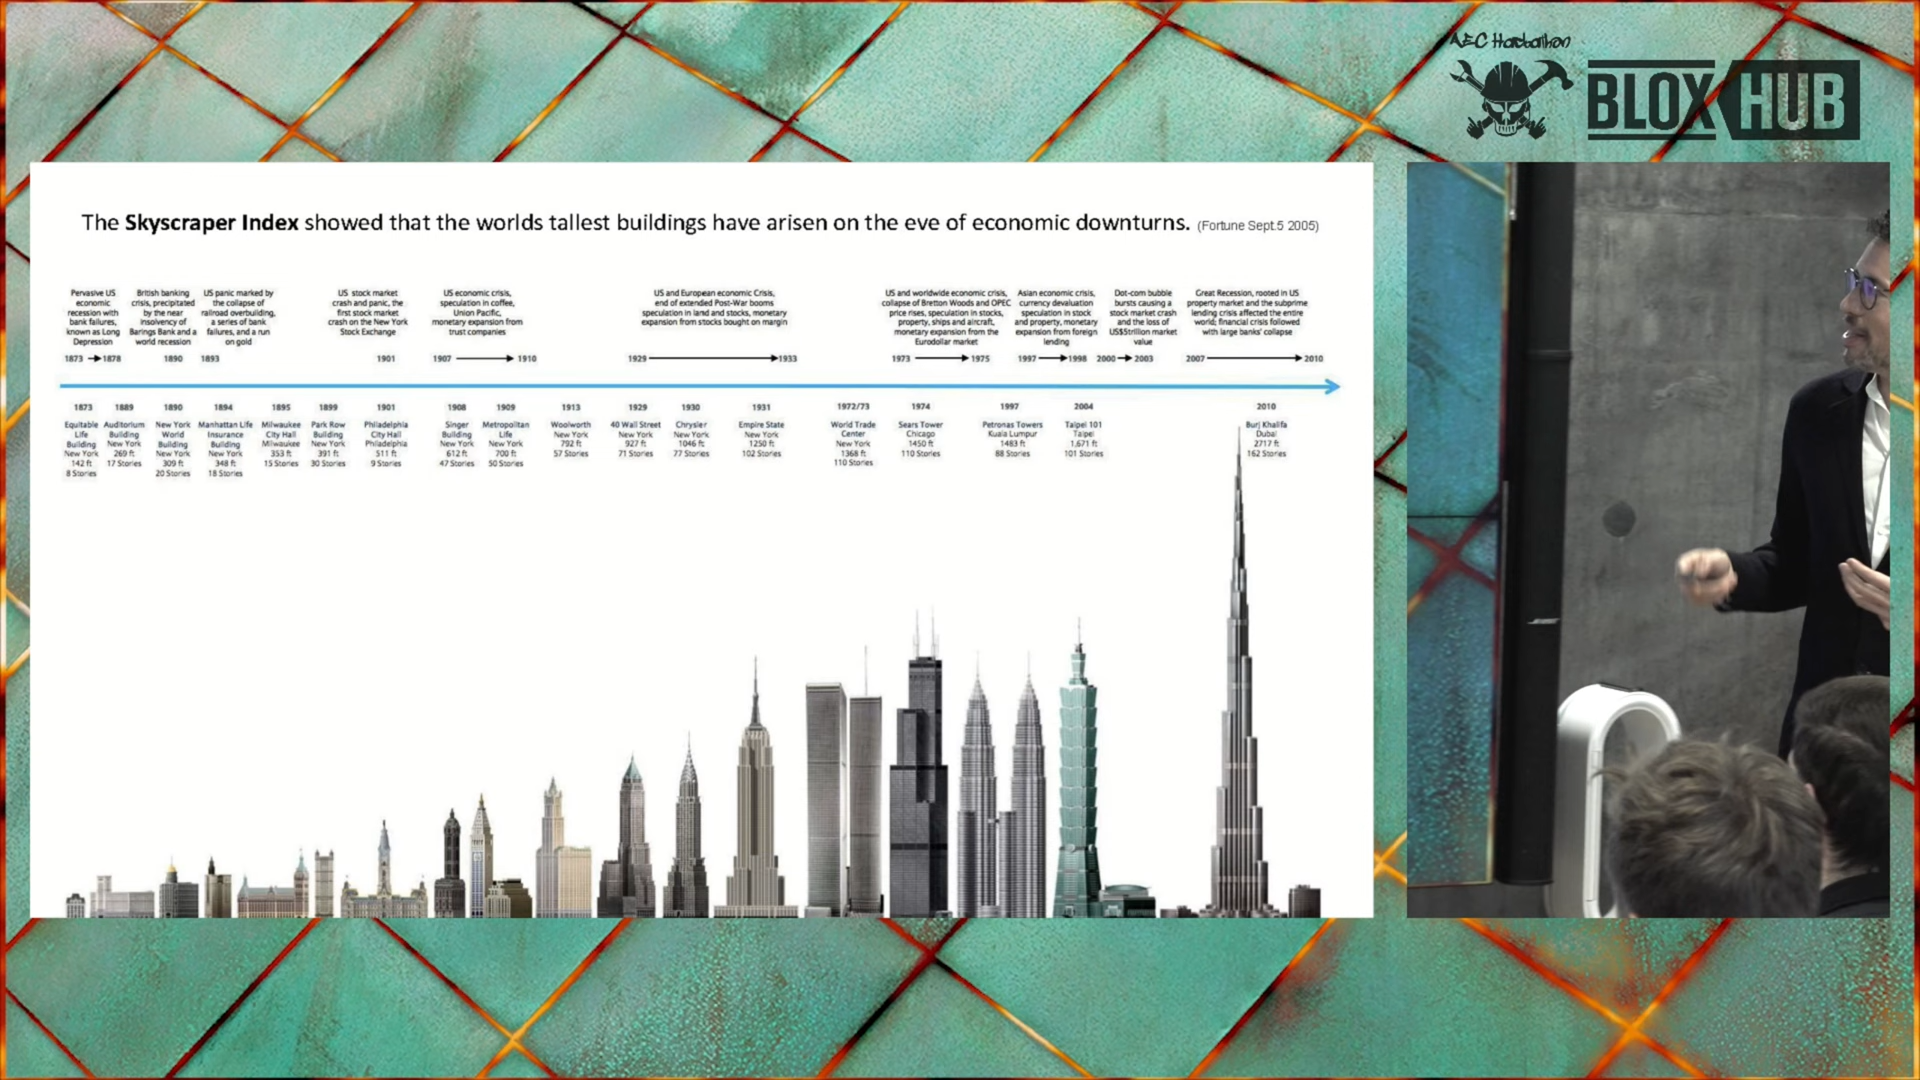 AEC Hackathon
BLOXHUB
The Skyscraper Index showed that the worlds tallest buildings have arisen on the eve of economic downturns. (Fortune Sept.5 2005)
Pervasive US
economic
recession with
bank failures,
known as Long
Depression
1873 1878
British banking
crisis, precipitated
by the near
insolvency of
Barings Bank and a
world recession
1890
US panic marked by
the collapse of
railroad overbuilding,
a series of bank
failures, and a run
on gold
1893
US stock market
crash and panic, the
first stock market
crash on the New York
Stock Exchange
1901
US economic crisis,
speculation in coffee,
Union Pacific,
monetary expansion from
trust companies
1907 1910
US and European economic Crisis,
end of extended Post-War booms
speculation in land and stocks, monetary
expansion from stocks bought on margin
1929 1933
US and worldwide economic crisis,
collapse of Bretton Woods and OPEC
price rises, speculation in stocks,
property, ships and aircraft,
monetary expansion from the
Eurodollar market
1973 1975
Asian economic crisis,
currency devaluation
speculation in stock
and property, monetary
expansion from foreign
lending
1997 1998
Dot-com bubble
bursts causing a
stock market crash
and the loss of
US$5trillion market
value
2000 2003
Great Recession, rooted in US
property market and the subprime
lending crisis affected the entire
world; financial crisis followed
with large banks' collapse
2007 2010
1873
Equitable
Life
Building
New York
142 ft
8 Stories
1889
Auditorium
Building
New York
269 ft
17 Stories
1890
New York
World
Building
New York
309 ft
20 Stories
1894
Manhattan Life
Insurance
Building
New York
348 ft
18 Stories
1895
Milwaukee
City Hall
Milwaukee
353 ft
15 Stories
1899
Park Row
Building
New York
391 ft
30 Stories
1901
Philadelphia
City Hall
Philadelphia
511 ft
9 Stories
1908
Singer
Building
New York
612 ft
47 Stories
1909
Metropolitan
Life
New York
700 ft
50 Stories
1913
Woolworth
New York
792 ft
57 Stories
1929
40 Wall Street
New York
927 ft
71 Stories
1930
Chrysler
New York
1046 ft
77 Stories
1931
Empire State
New York
1250 ft
102 Stories
1972/73
World Trade
Center
New York
1368 ft
110 Stories
1974
Sears Tower
Chicago
1450 ft
110 Stories
1997
Petronas Towers
Kuala Lumpur
1483 ft
88 Stories
2004
Taipei 101
Taipei
1,671 ft
101 Stories
2010
Burj Khalifa
Dubai
2717 ft
162 Stories